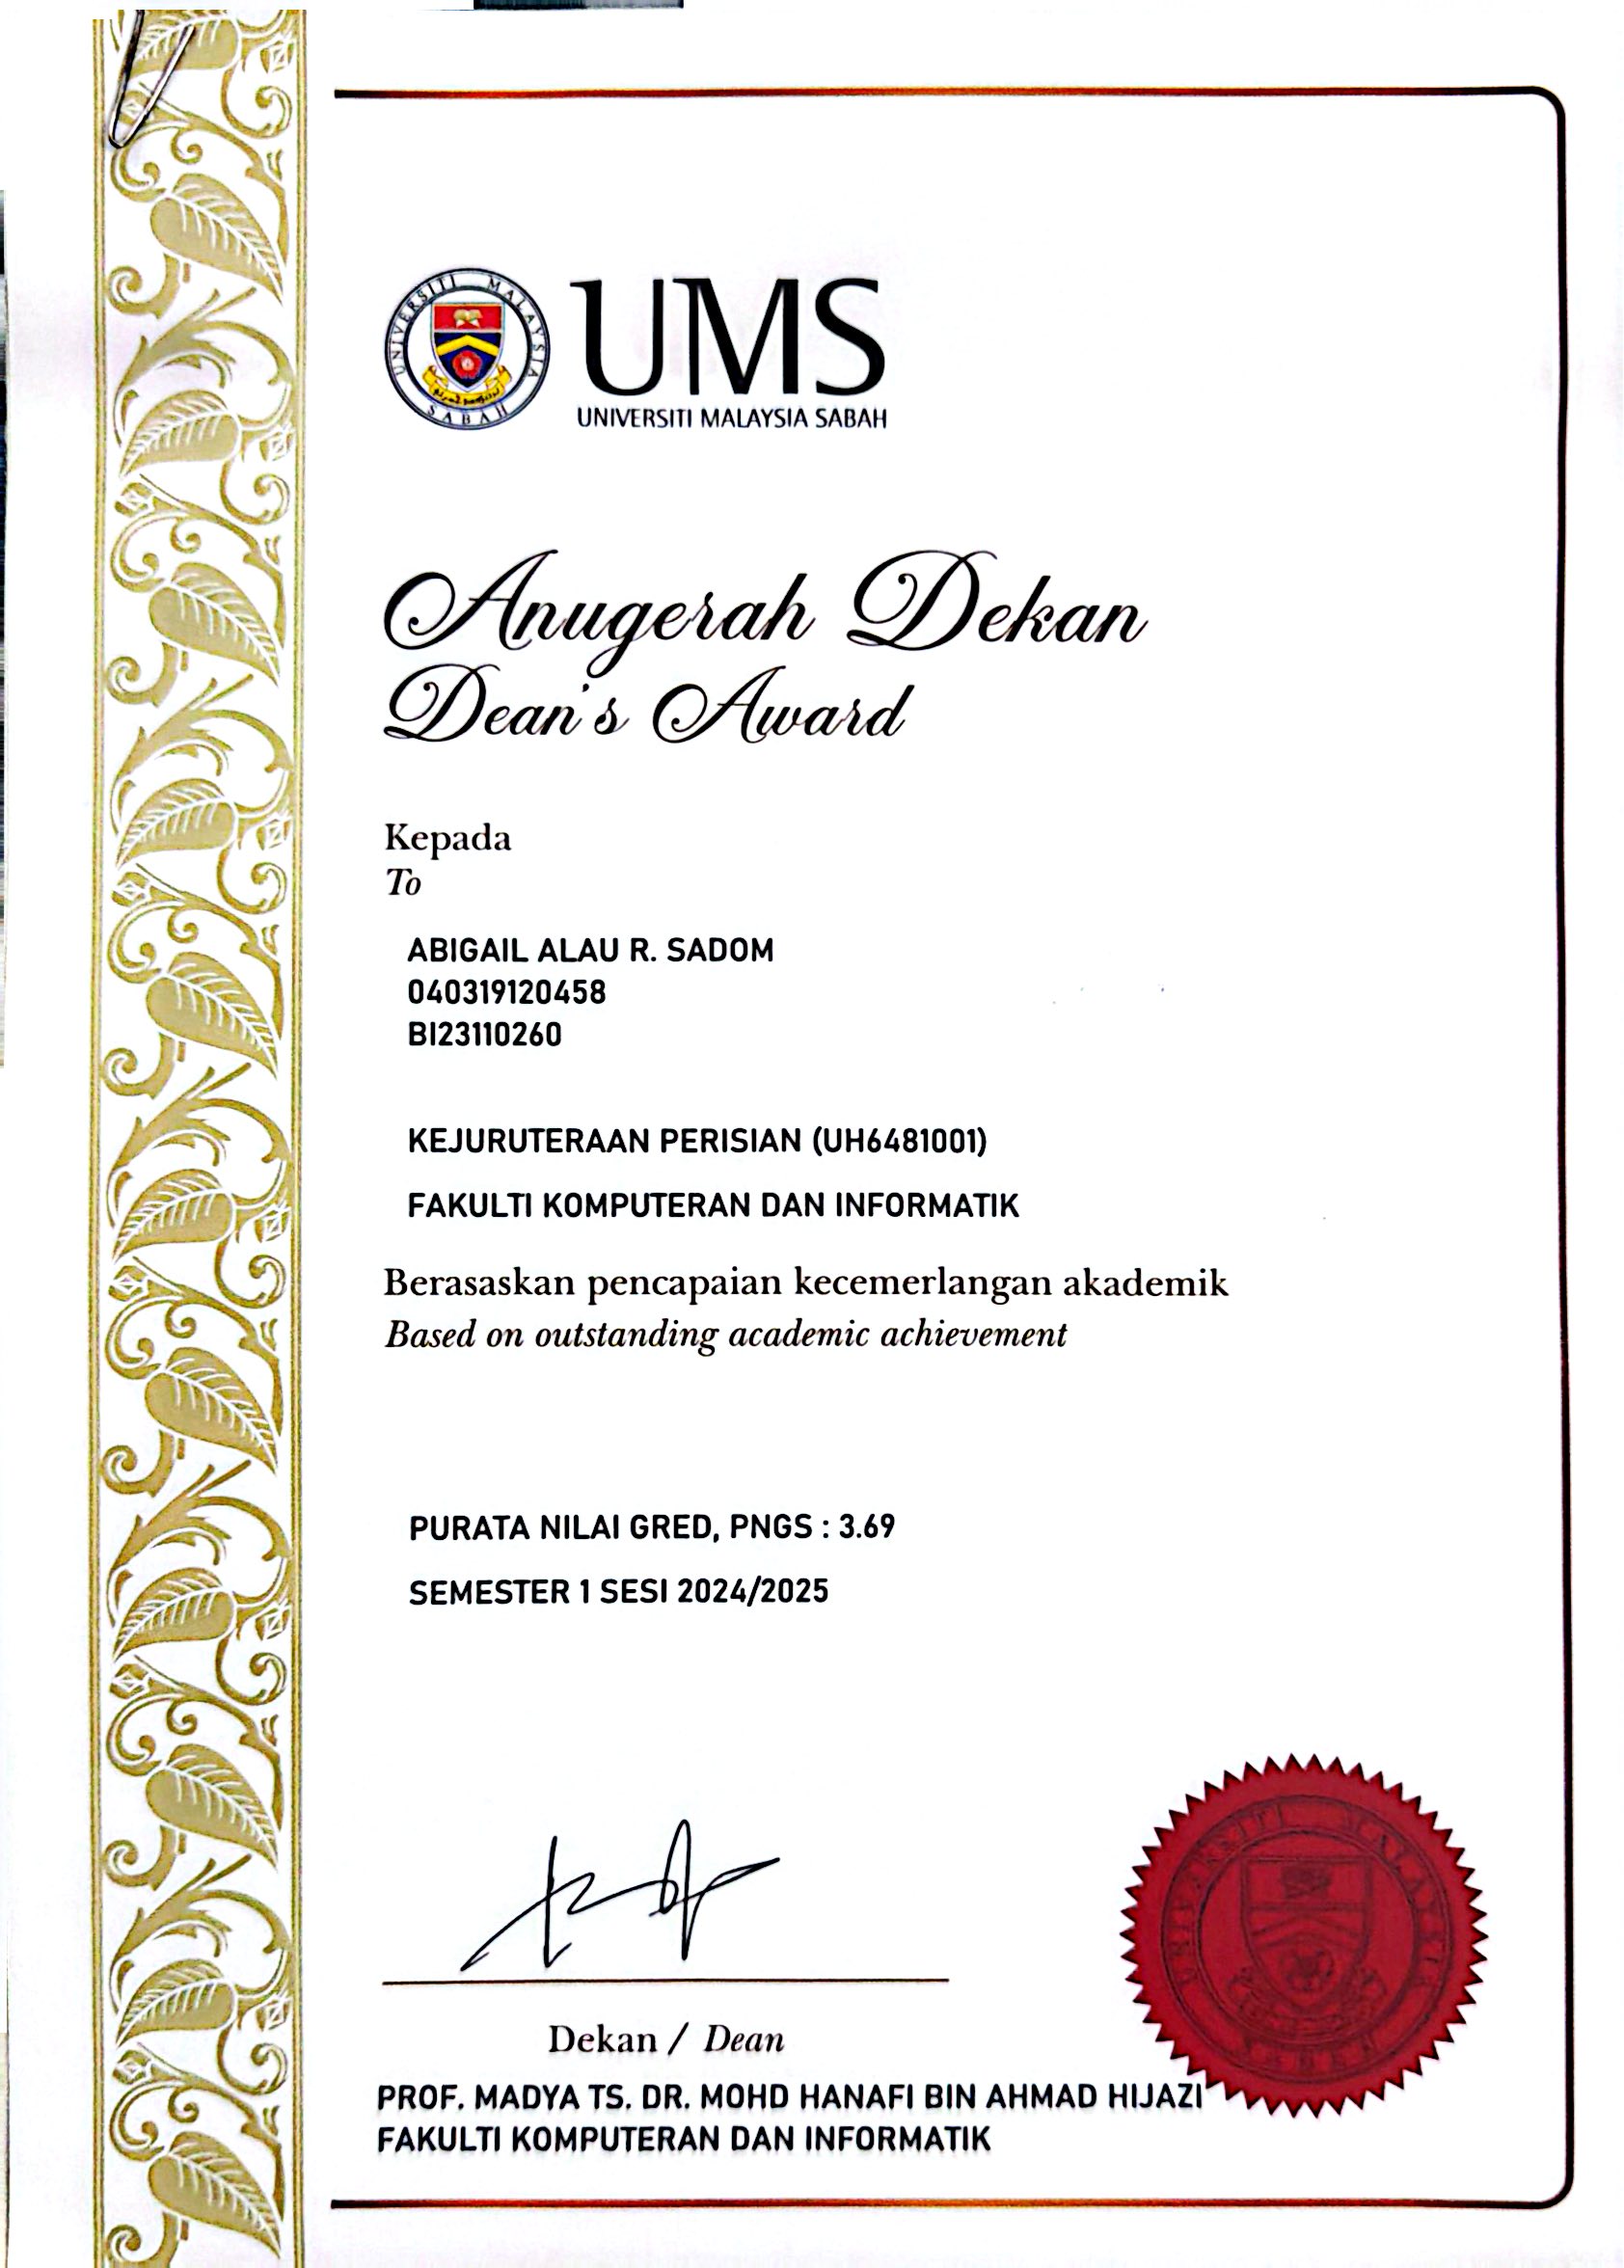 UNIVERSITI MALAYSIA
SABAH
UMS
UNIVERSITI MALAYSIA SABAH
Anugerah Dekan
Dean's Award
Kepada
To
ABIGAIL ALAU R. SADOM
040319120458
BI23110260
KEJURUTERAAN PERISIAN (UH6481001)
FAKULTI KOMPUTERAN DAN INFORMATIK
Berasaskan pencapaian kecemerlangan akademik
Based on outstanding academic achievement
PURATA NILAI GRED, PNGS : 3.69
SEMESTER 1 SESI 2024/2025
UNIVERSITI MALAYSIA
SABAH
Dekan / Dean
PROF. MADYA TS. DR. MOHD HANAFI BIN AHMAD HIJAZI
FAKULTI KOMPUTERAN DAN INFORMATIK